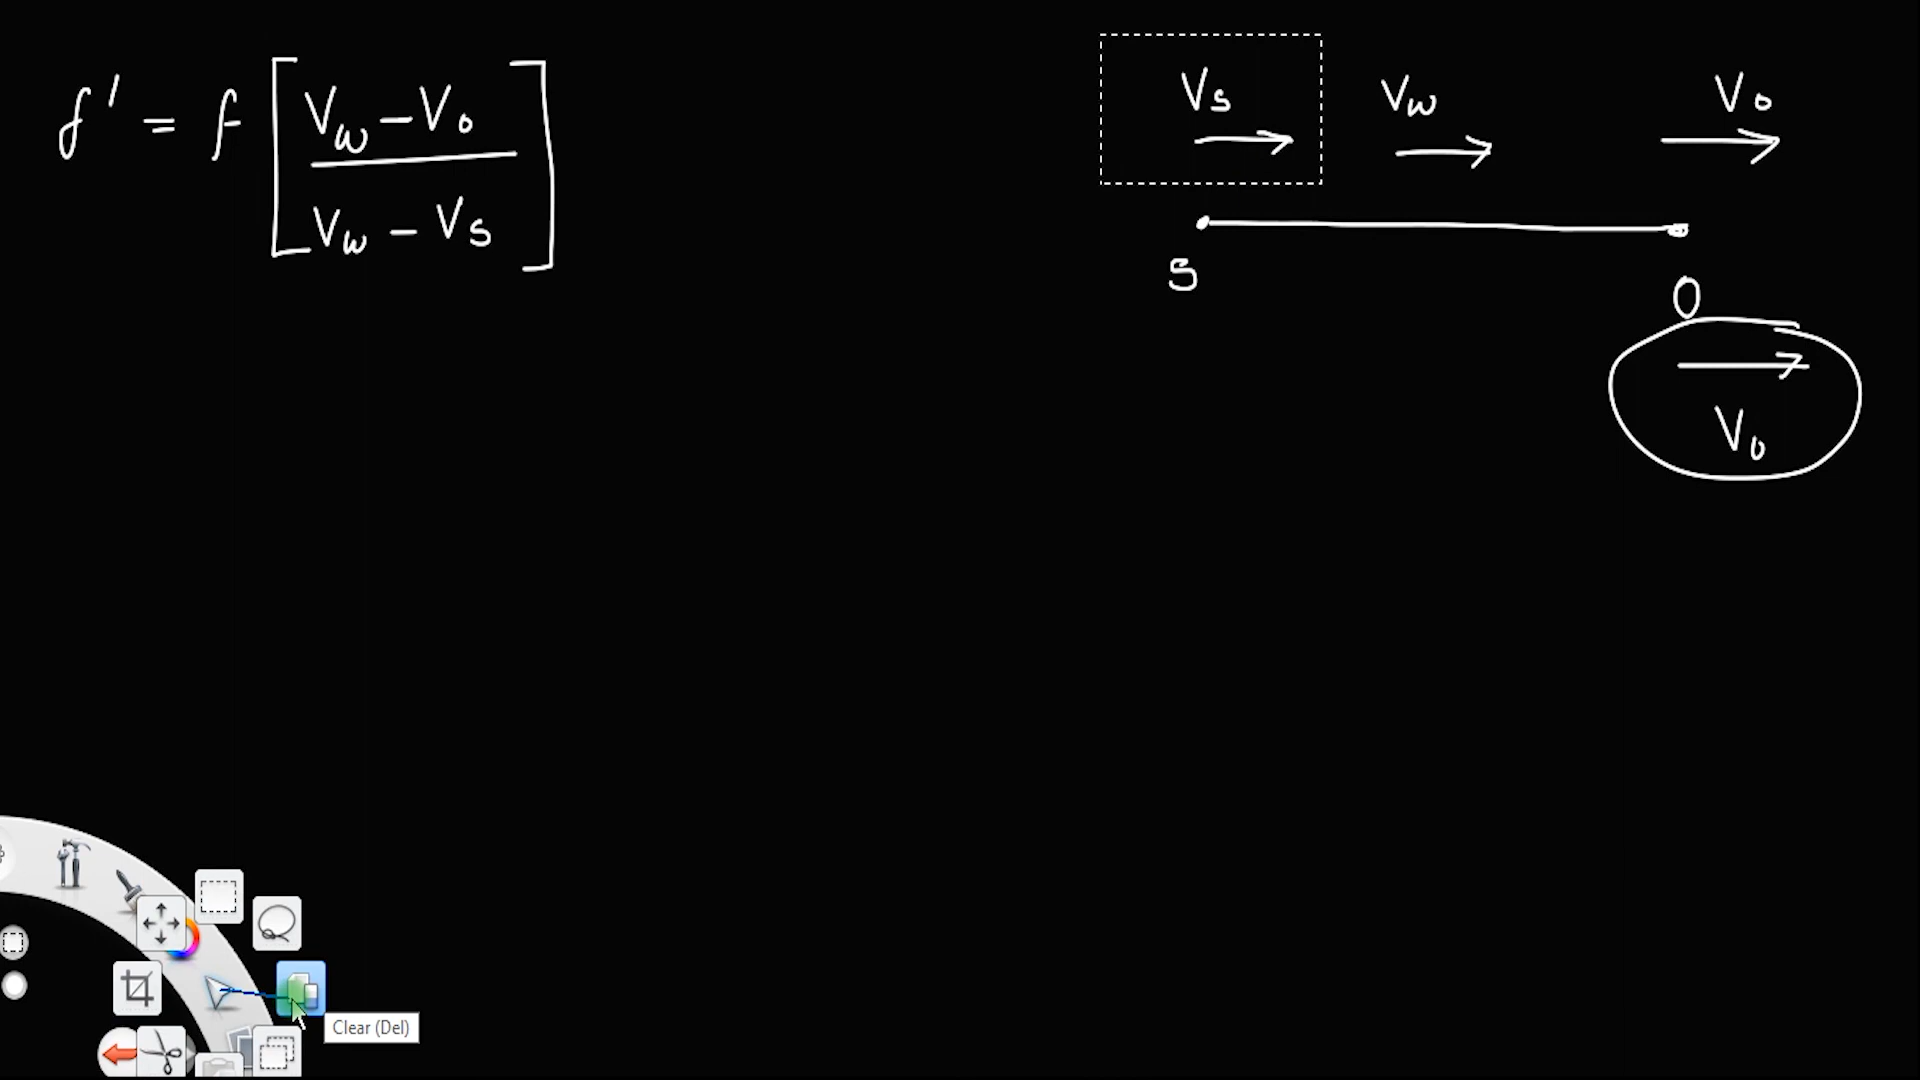 f' = f [ Vw - Vo / Vw - Vs ]
Vs Vw Vo
S
O
Vo
Clear (Del)